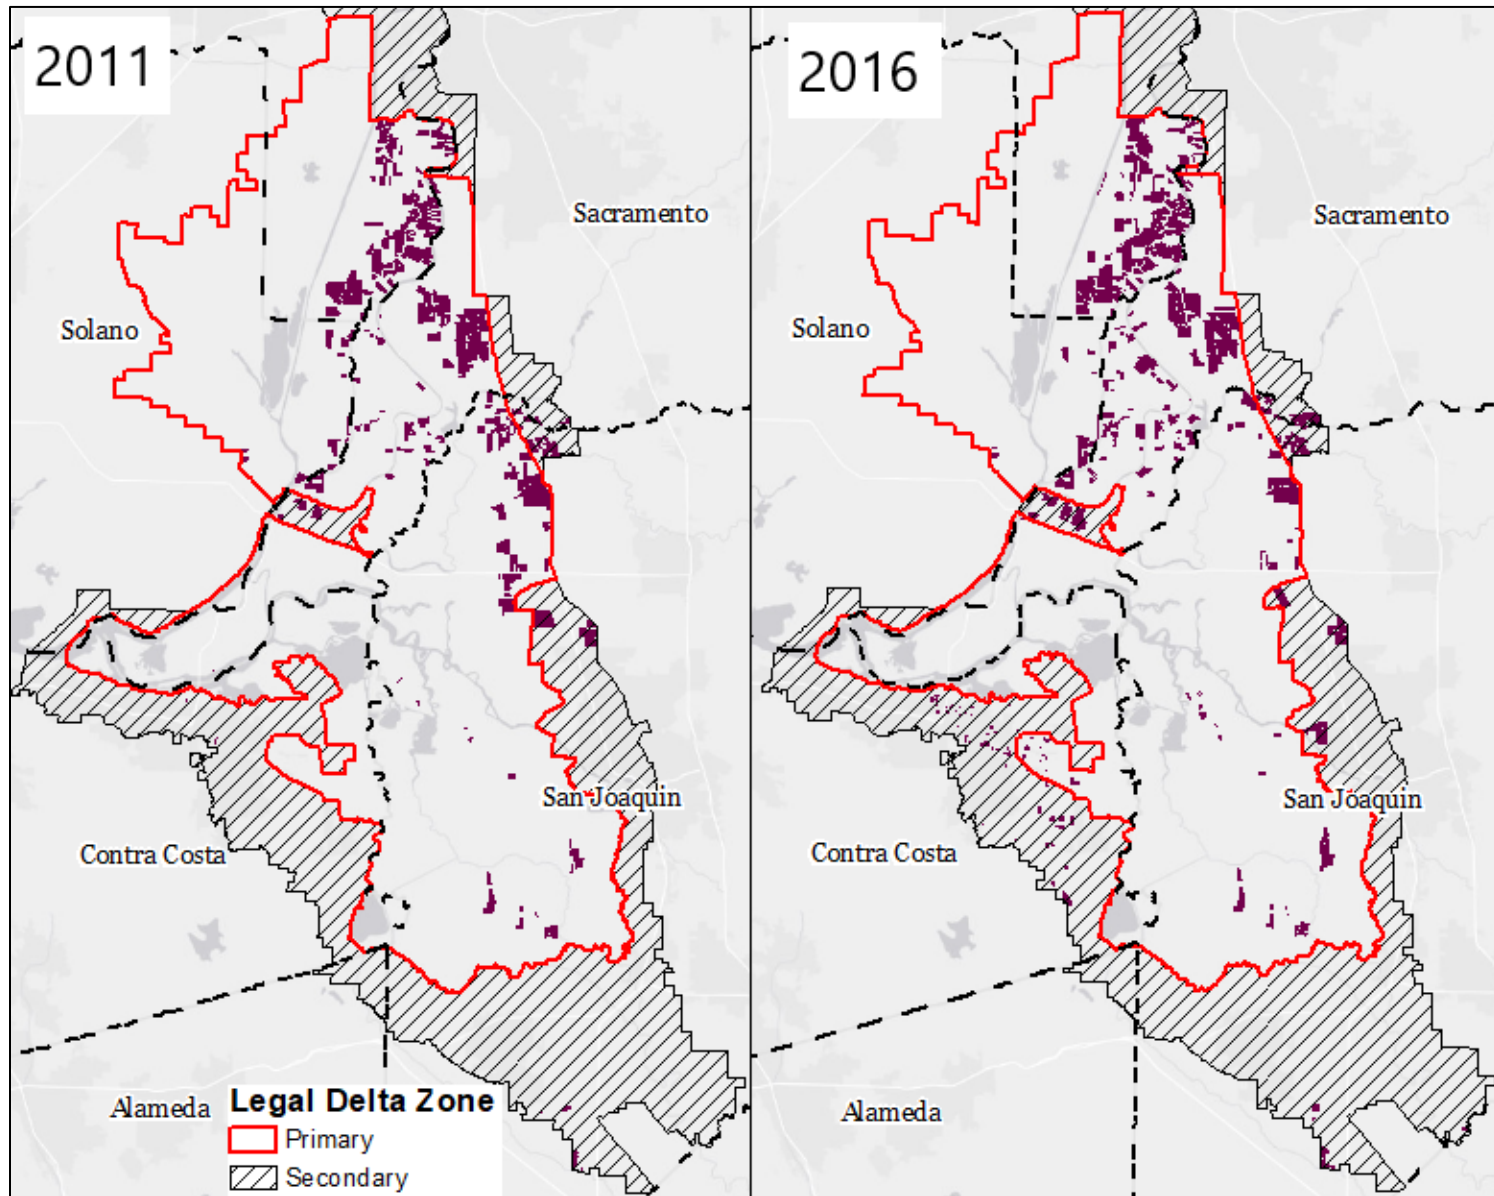 2011
2016
Sacramento
Sacramento
Solano
Solano
San Joaquin
San Joaquin
Contra Costa
Contra Costa
Alameda
Alameda
Legal Delta Zone
Primary
Secondary